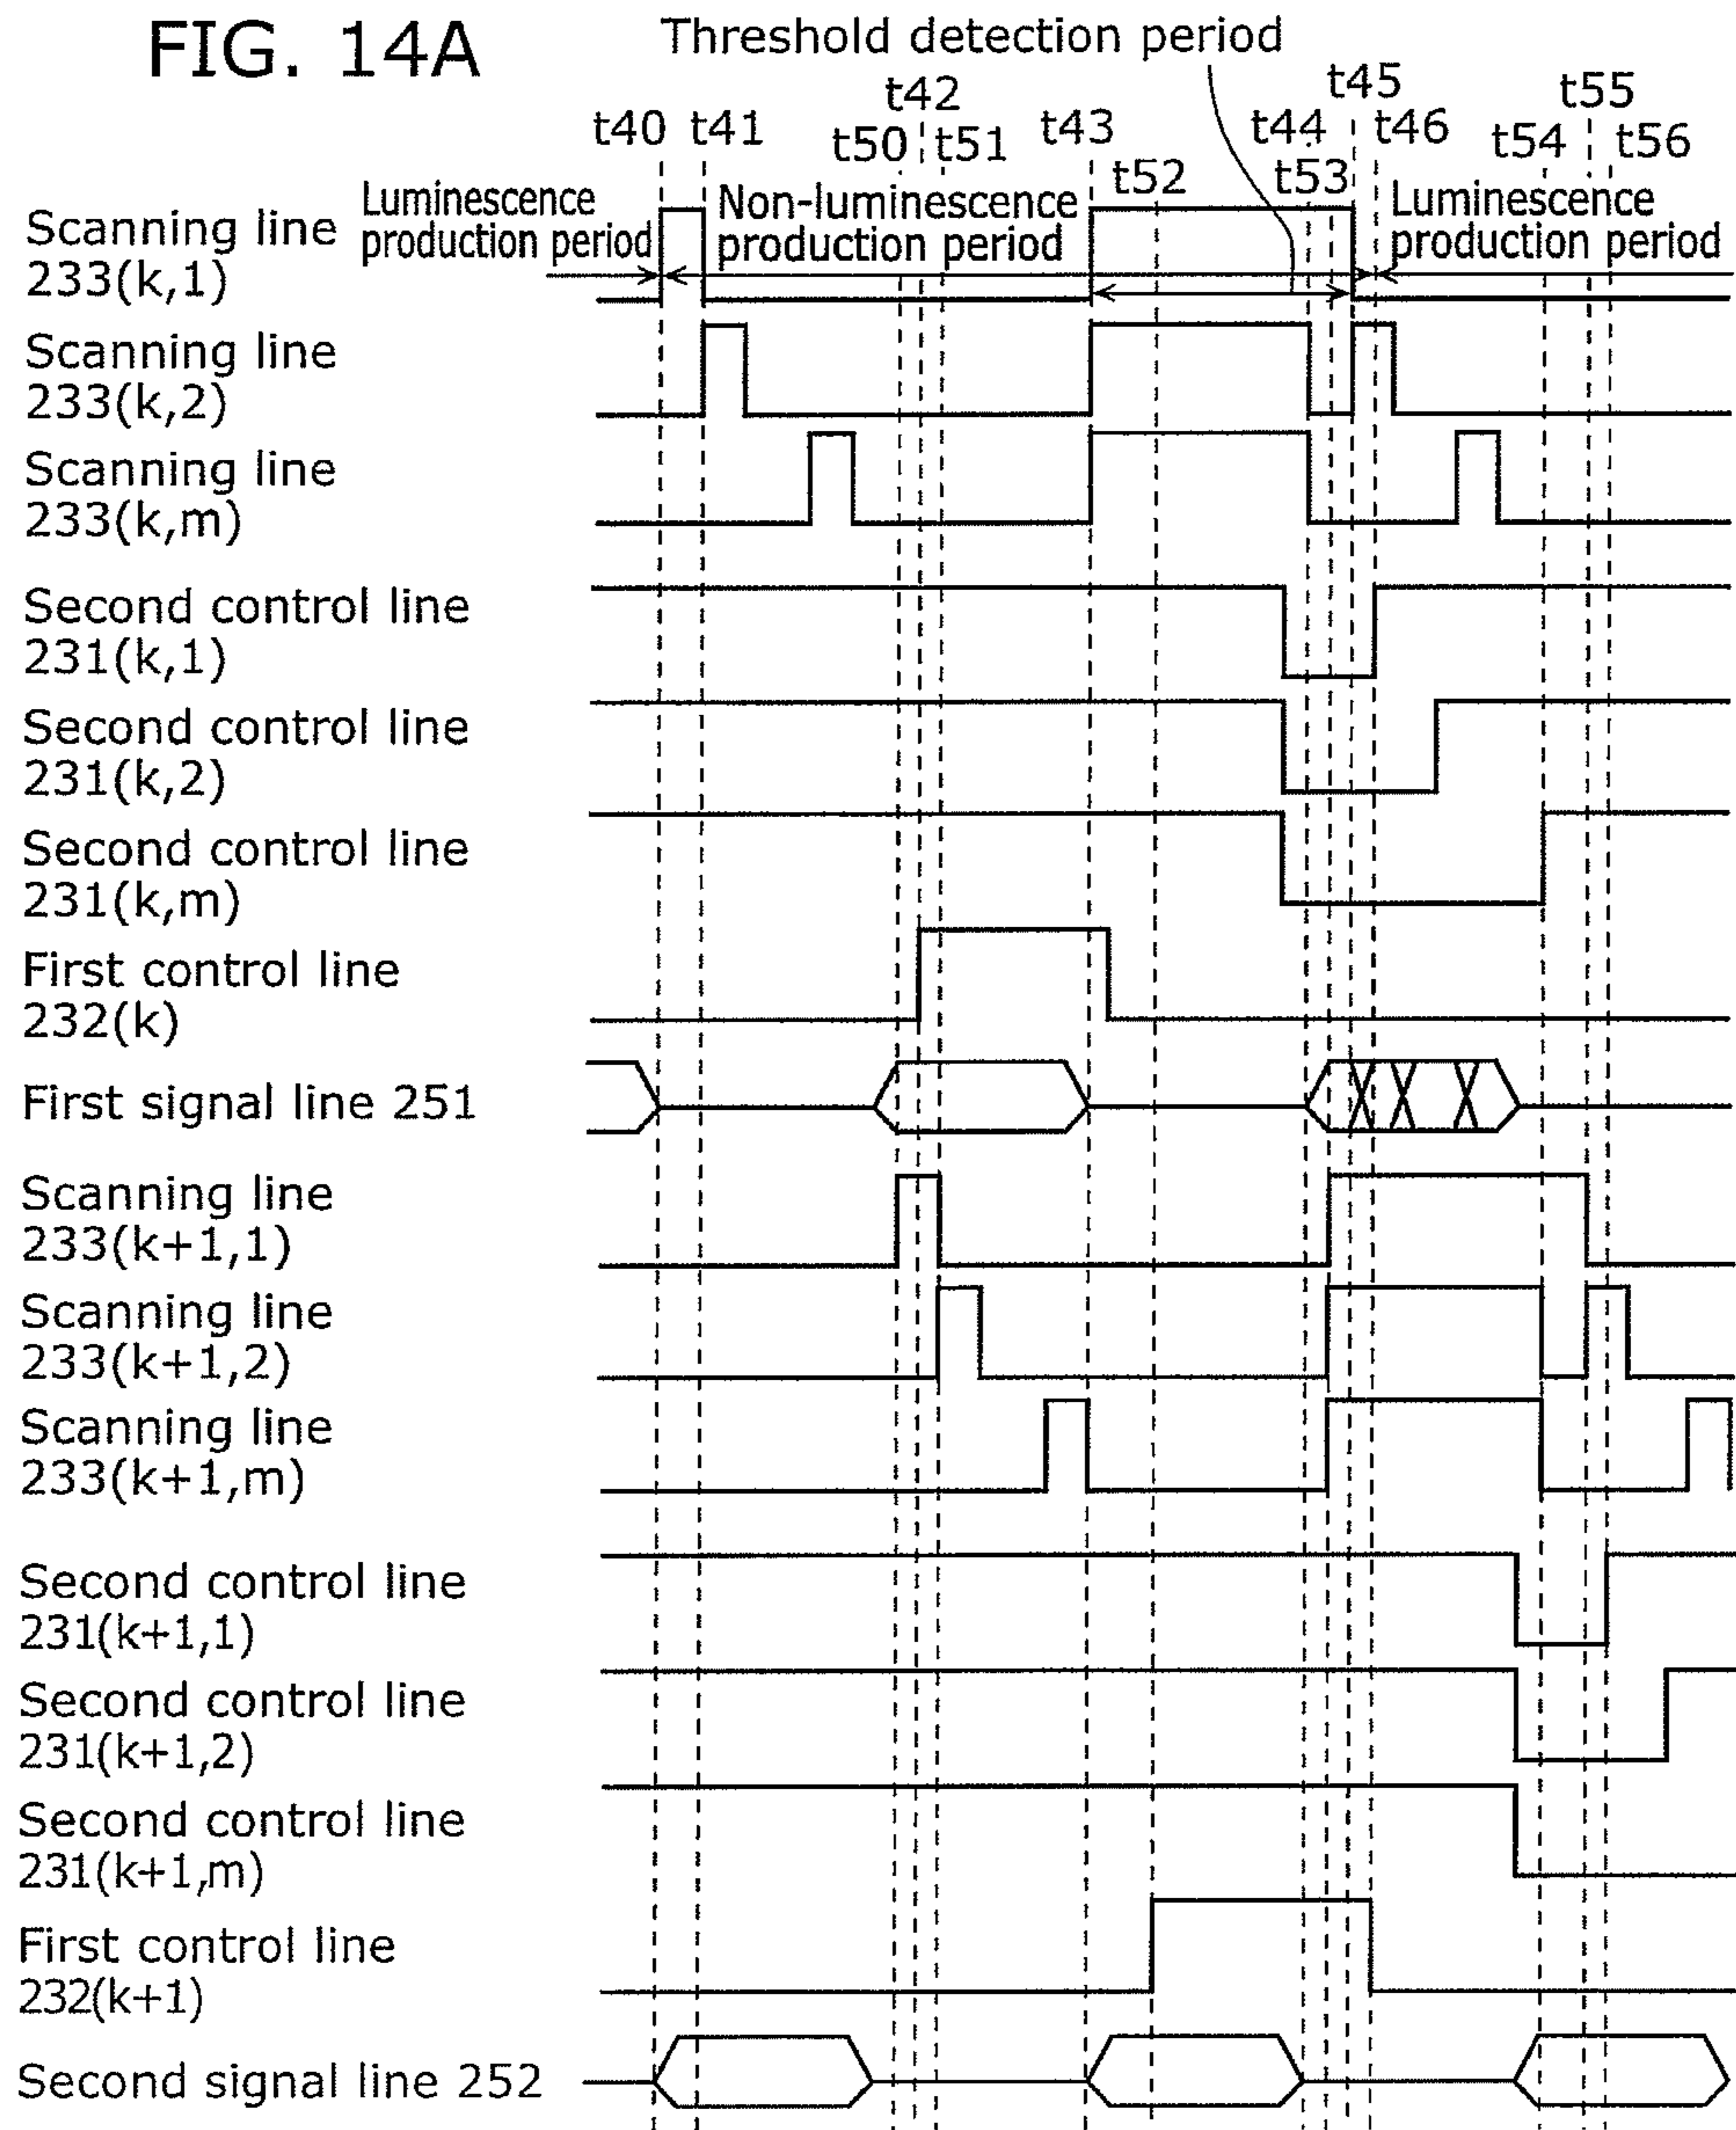 FIG. 14A
Threshold detection period
t42
t45
t55
t40
t41
t50
t51
t43
t44
t46
t54
t56
t52
t53
Luminescence
production period
Non-luminescence
production period
Luminescence
production period
Scanning line
233(k,1)
Scanning line
233(k,2)
Scanning line
233(k,m)
Second control line
231(k,1)
Second control line
231(k,2)
Second control line
231(k,m)
First control line
232(k)
First signal line 251
Scanning line
233(k+1,1)
Scanning line
233(k+1,2)
Scanning line
233(k+1,m)
Second control line
231(k+1,1)
Second control line
231(k+1,2)
Second control line
231(k+1,m)
First control line
232(k+1)
Second signal line 252